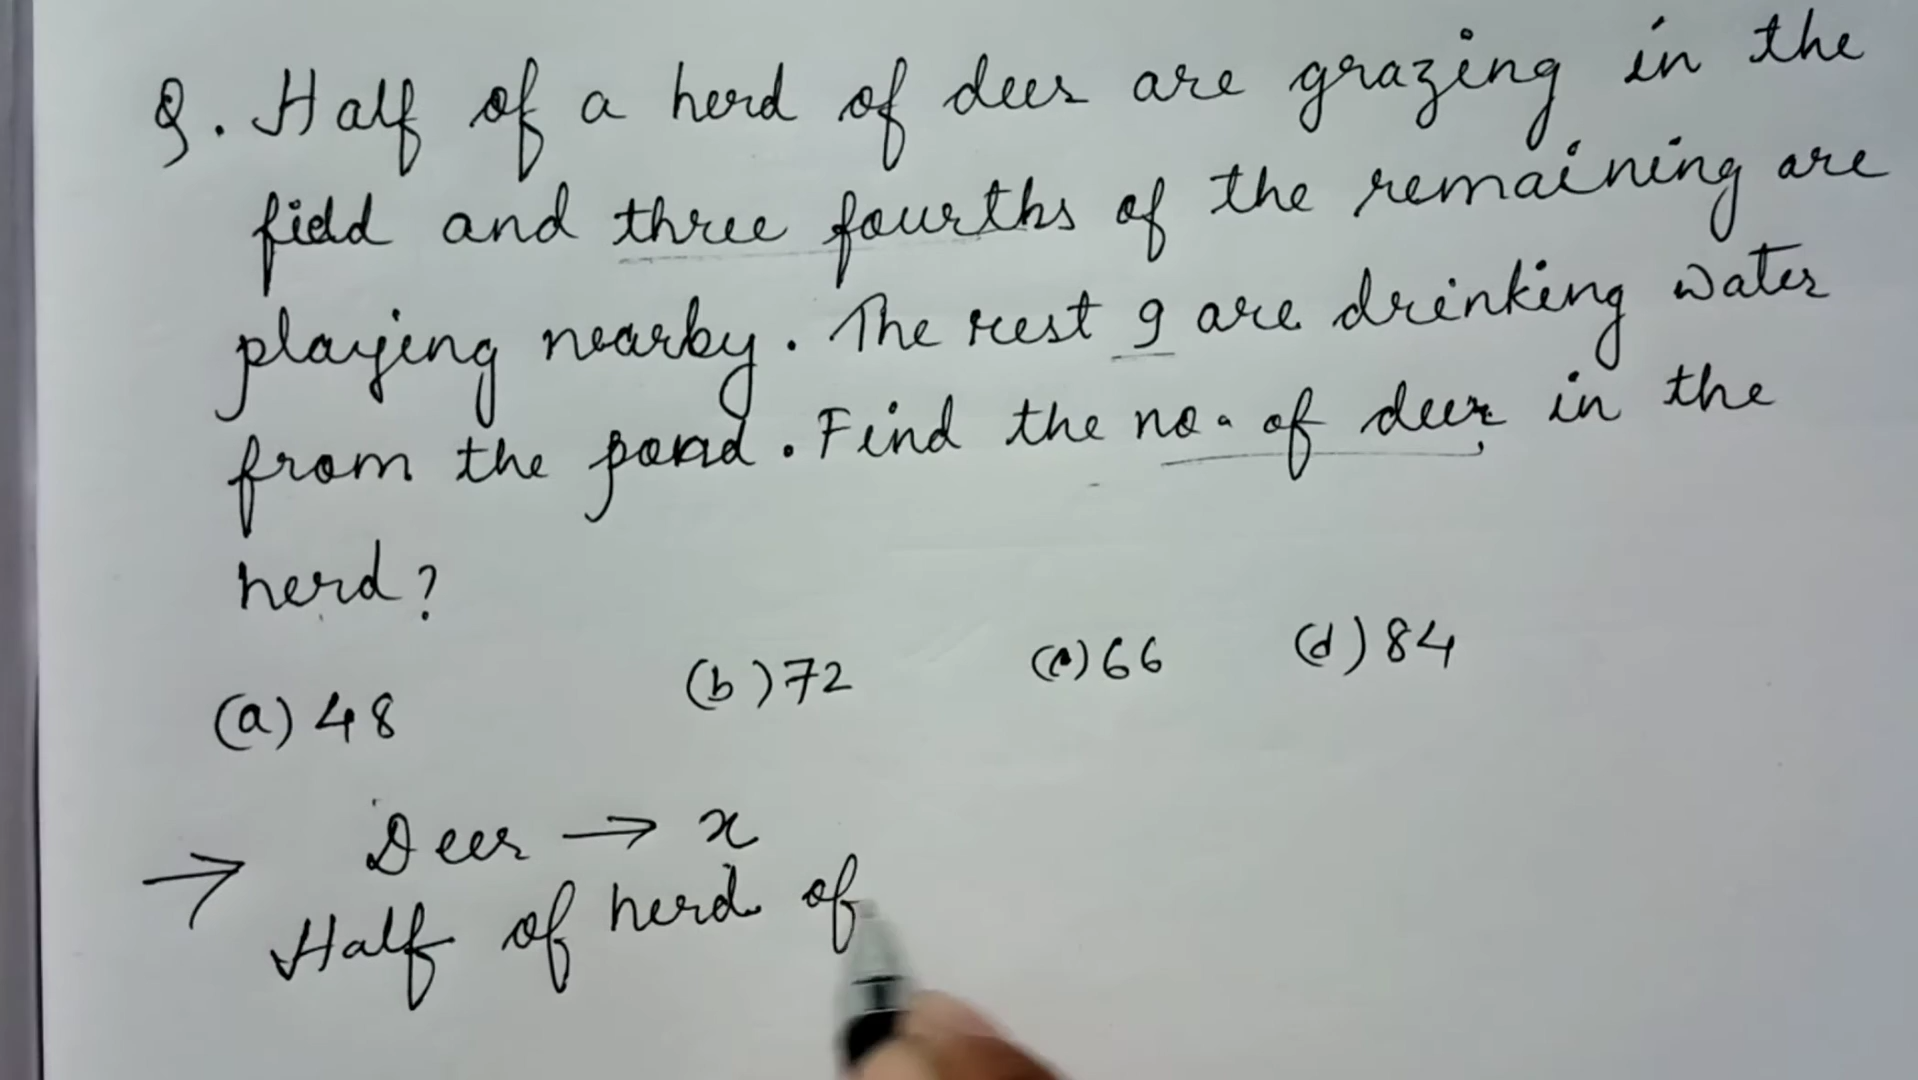 Q. Half of a herd of deer are grazing in the
field and three fourths of the remaining are
playing nearby. The rest 9 are drinking water
from the pond. Find the no. of deer in the
herd?
(a) 48 (b) 72 (c) 66 (d) 84
→ Deer → x
Half of herd of